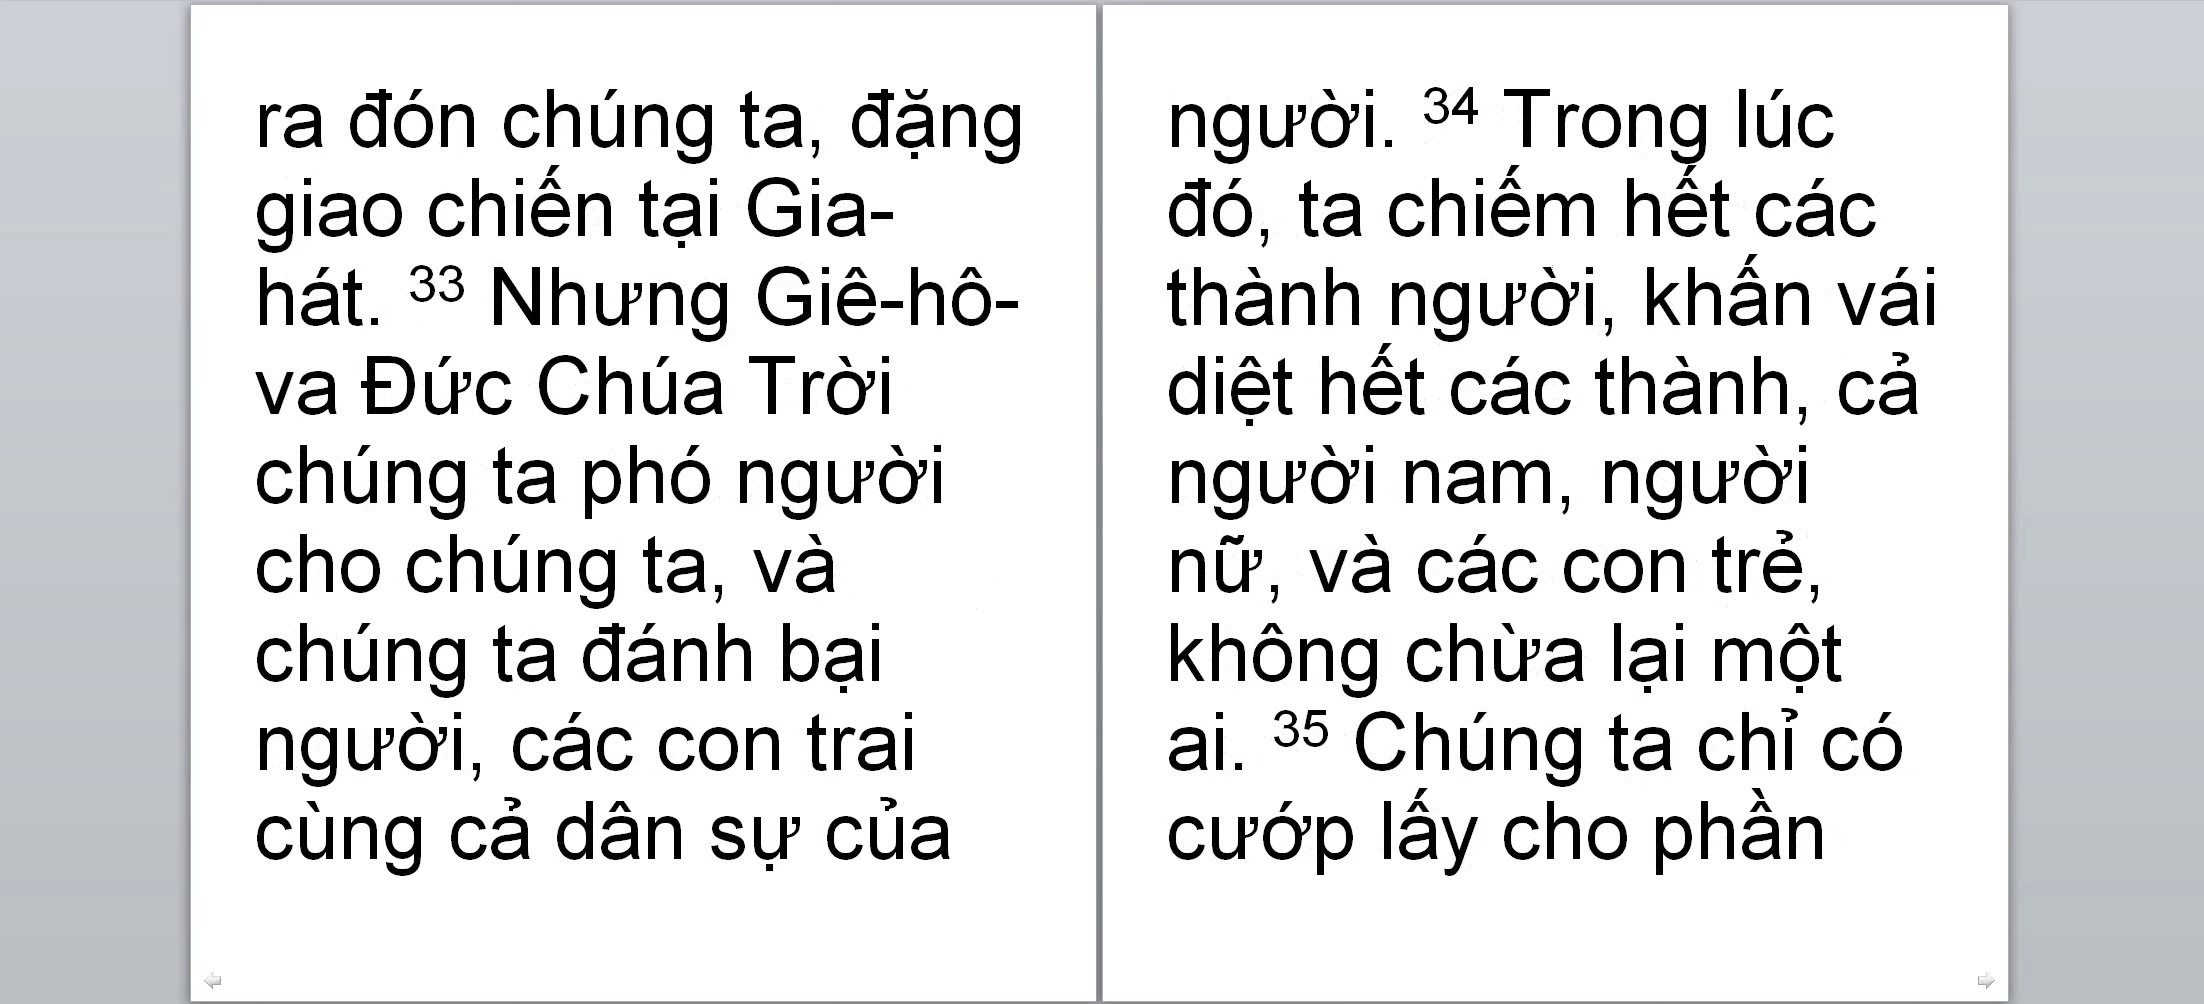 ra đón chúng ta, đặng
giao chiến tại Gia-
hát. 33 Nhưng Giê-hô-
va Đức Chúa Trời
chúng ta phó người
cho chúng ta, và
chúng ta đánh bại
người, các con trai
cùng cả dân sự của
người. 34 Trong lúc
đó, ta chiếm hết các
thành người, khấn vái
diệt hết các thành, cả
người nam, người
nữ, và các con trẻ,
không chừa lại một
ai. 35 Chúng ta chỉ có
cướp lấy cho phần